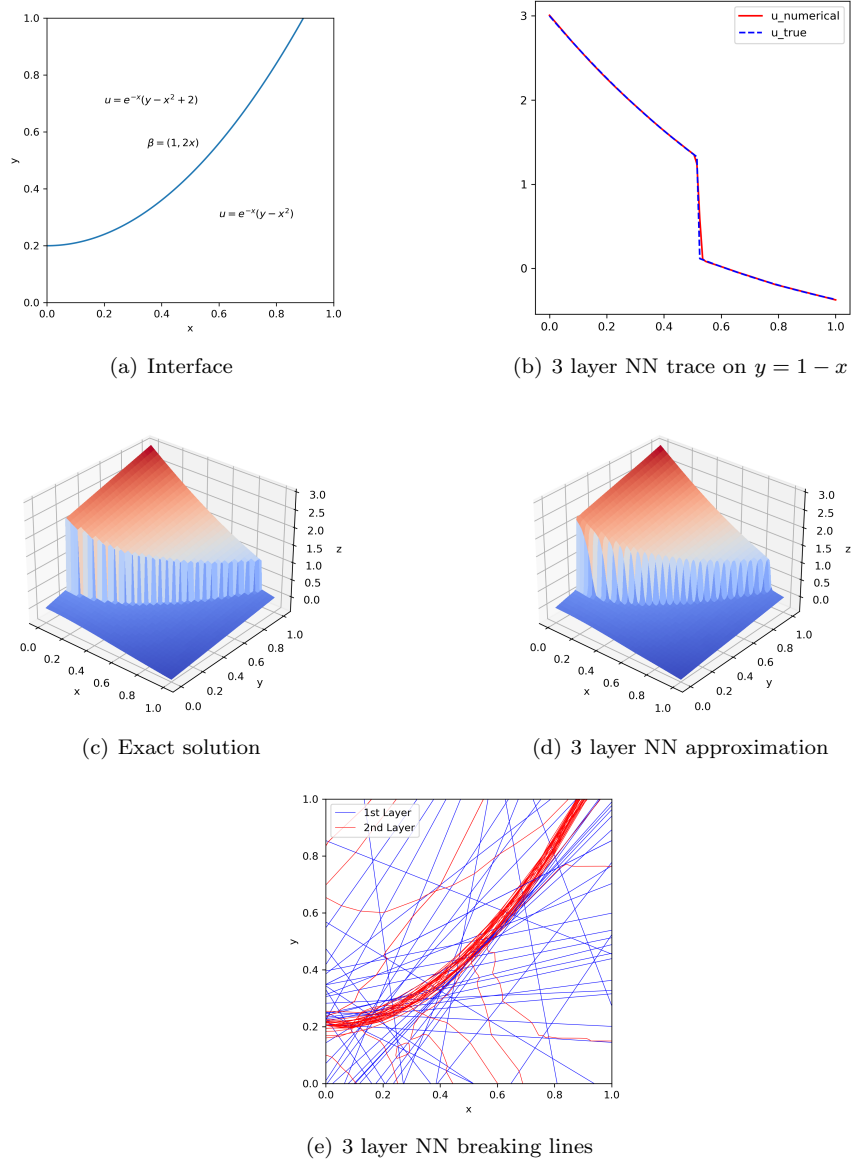 1.0
0.8
0.6
0.4
0.2
0.0
y
u = e^{-x}(y − x^2 + 2)
β = (1, 2x)
u = e^{-x}(y − x^2)
0.0 0.2 0.4 0.6 0.8 1.0
x
(a) Interface
3
2
1
0
u_numerical
u_true
0.0 0.2 0.4 0.6 0.8 1.0
(b) 3 layer NN trace on y = 1 − x
3.0
2.5
2.0
1.5
1.0
0.5
0.0
z
0.0 0.2 0.4 0.6 0.8 1.0
x
0.0 0.2 0.4 0.6 0.8 1.0
y
(c) Exact solution
3.0
2.5
2.0
1.5
1.0
0.5
0.0
z
0.0 0.2 0.4 0.6 0.8 1.0
x
0.0 0.2 0.4 0.6 0.8 1.0
y
(d) 3 layer NN approximation
1.0
0.8
0.6
0.4
0.2
0.0
y
1st Layer
2nd Layer
0.0 0.2 0.4 0.6 0.8 1.0
x
(e) 3 layer NN breaking lines